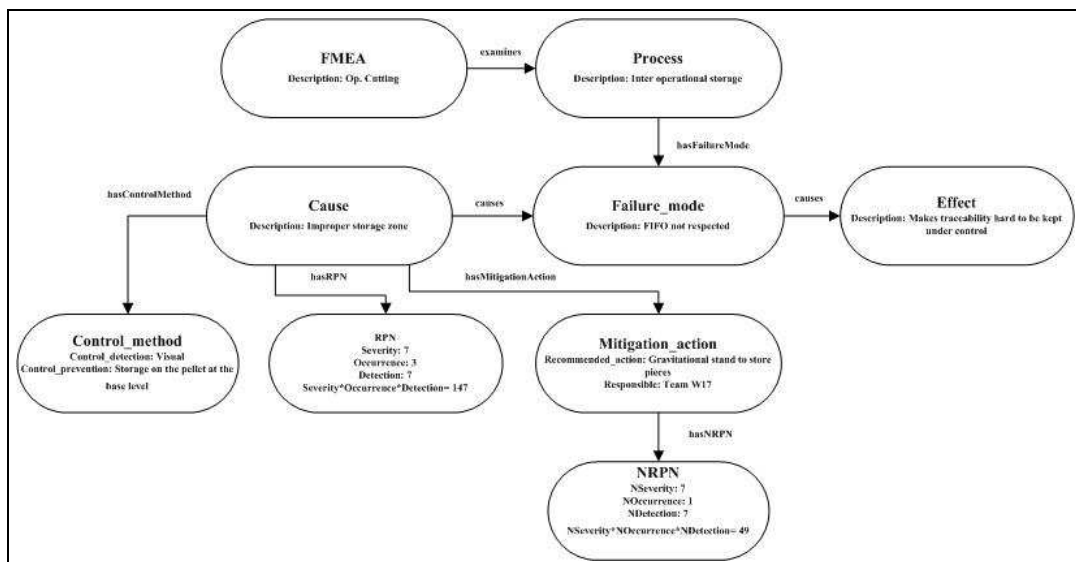 FMEA
Description: Op. Cutting
examines
Process
Description: Inter operational storage
hasFailureMode
hasControlMethod
Cause
Description: Improper storage zone
causes
Failure_mode
Description: FIFO not respected
causes
Effect
Description: Makes traceability hard to be kept
under control
hasRPN
hasMitigationAction
Control_method
Control_detection: Visual
Control_prevention: Storage on the pellet at the
base level
RPN
Severity: 7
Occurrence: 3
Detection: 7
Severity*Occurrence*Detection= 147
Mitigation_action
Recommended_action: Gravitational stand to store
pieces
Responsible: Team W17
hasNRPN
NRPN
NSeverity: 7
NOccurrence: 1
NDetection: 7
NSeverity*NOccurrence*NDetection= 49